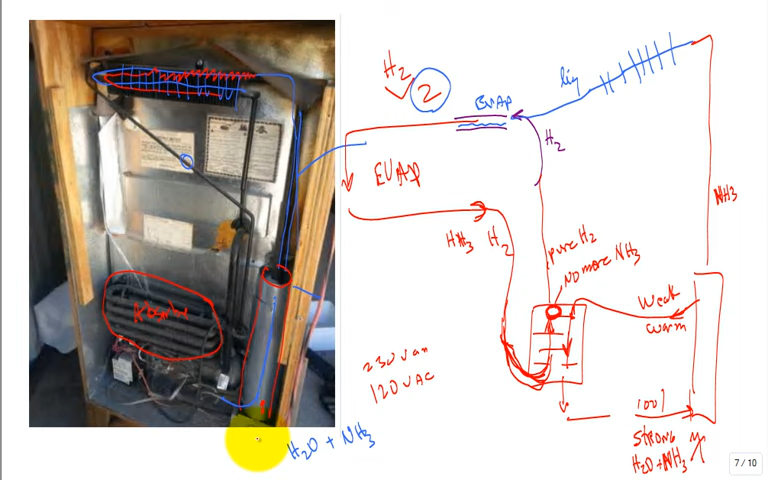 H2
2
EVAP
liq
H2
EVAP
NH3
H2
NH3
pure H2
NO more NH3
Weak
warm
Absorber
230 VAC
120 VAC
100%
STRONG
H2O+NH3
H2O + NH3
7 / 10